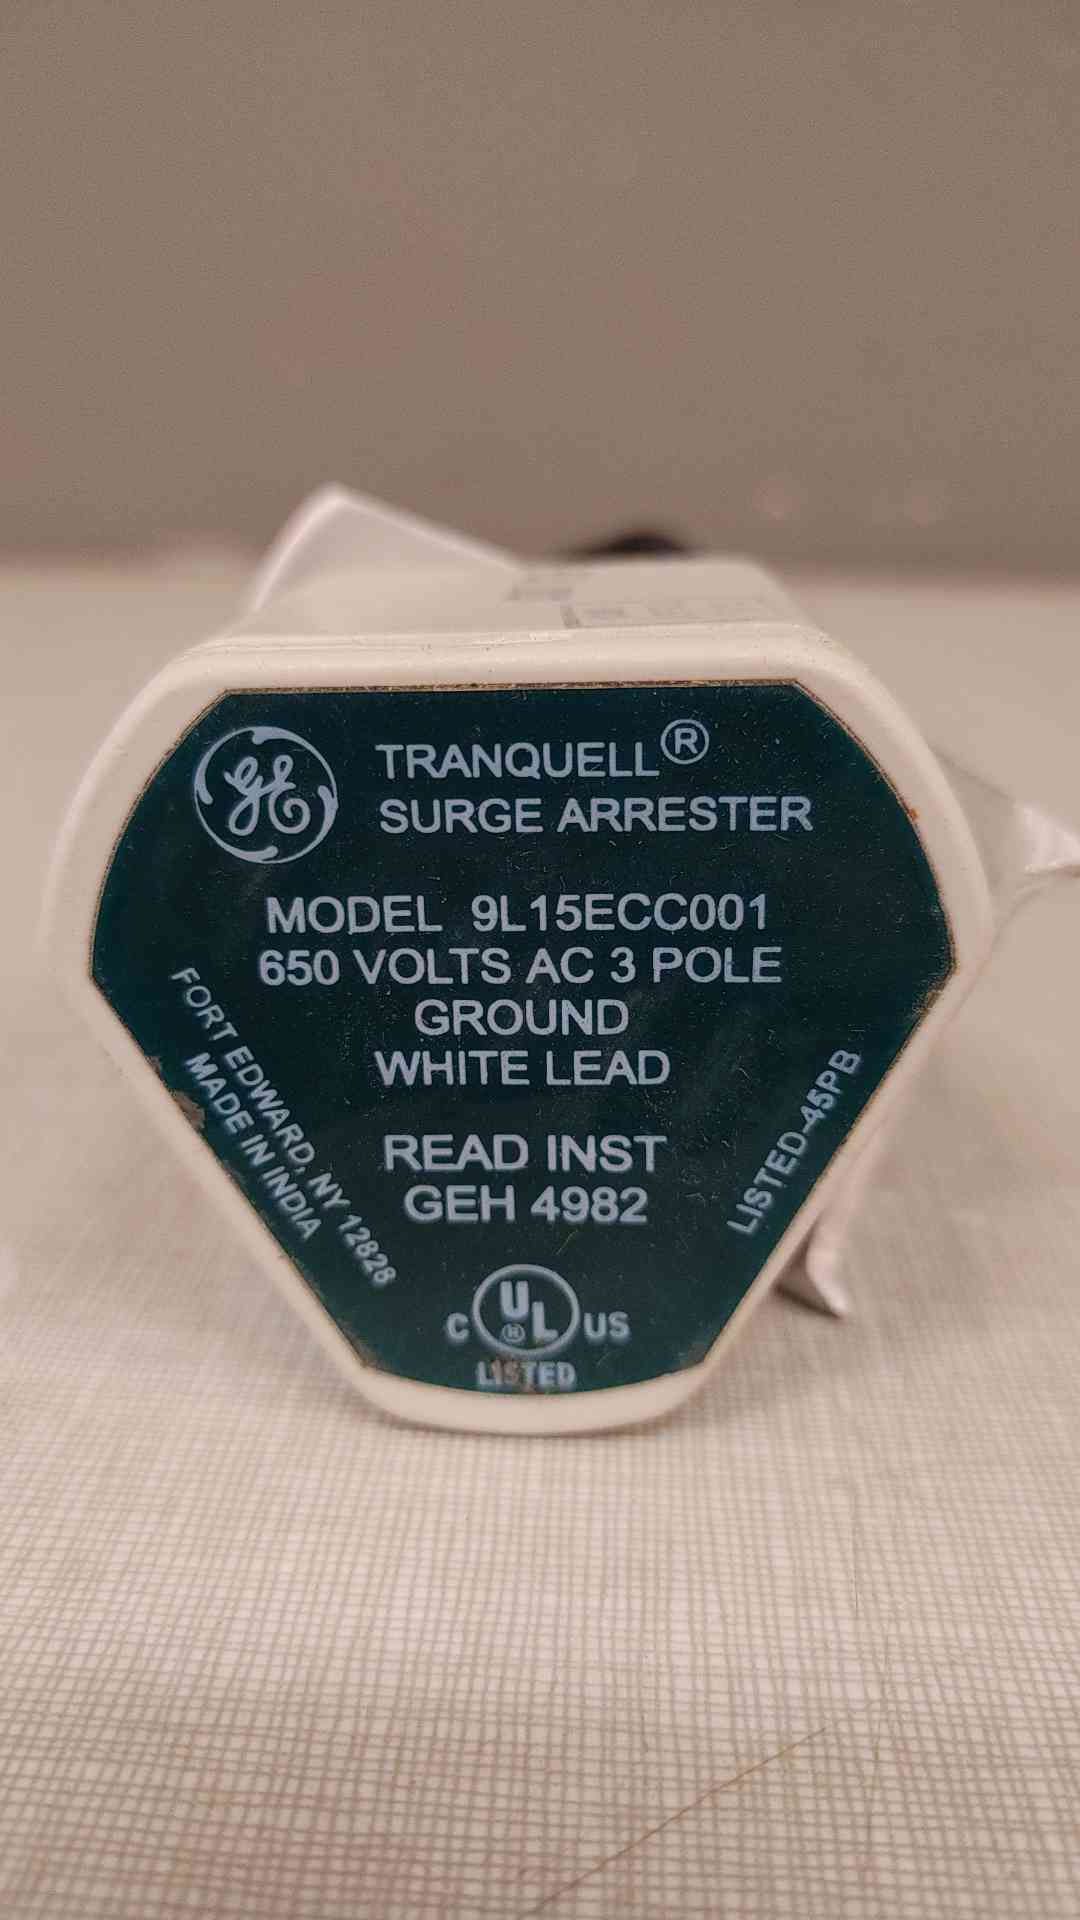 GE
TRANQUELL®
SURGE ARRESTER
MODEL 9L15ECC001
650 VOLTS AC 3 POLE
GROUND
WHITE LEAD
READ INST
GEH 4982
FORT EDWARD, NY 12828
MADE IN INDIA
LISTED-45PB
C UL® US
LISTED